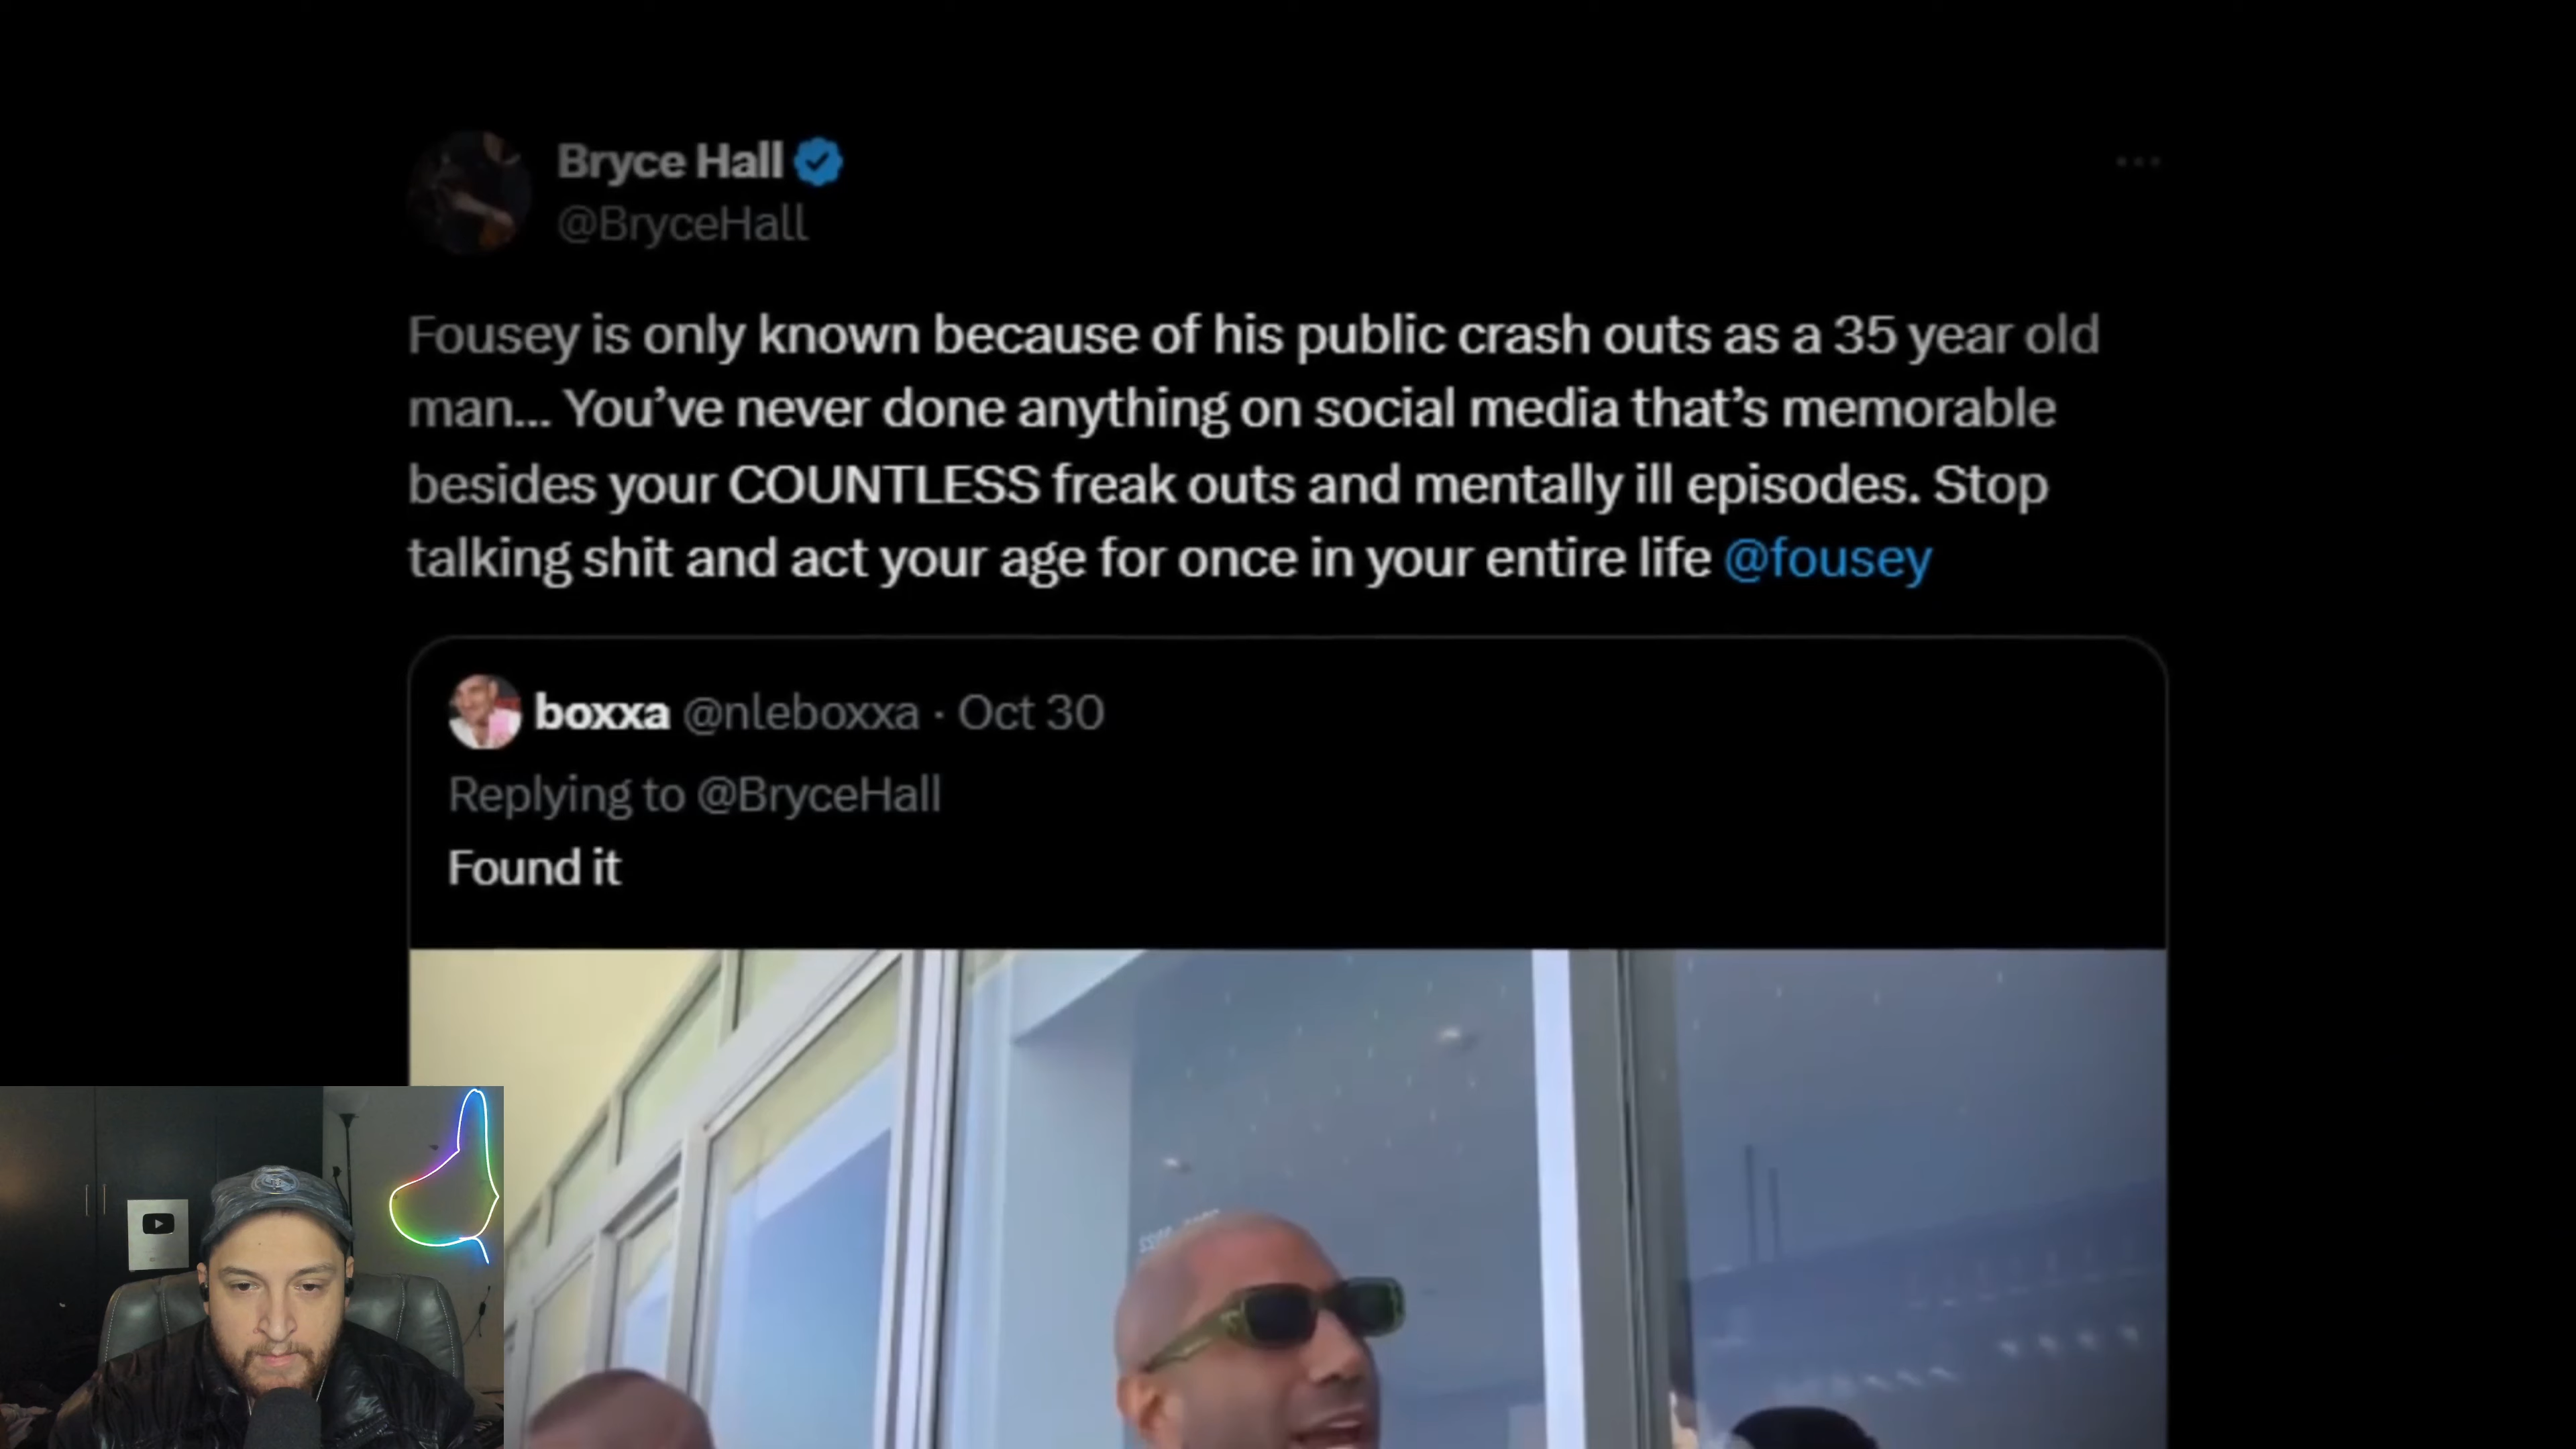 Bryce Hall
@BryceHall
Fousey is only known because of his public crash outs as a 35 year old
man... You’ve never done anything on social media that’s memorable
besides your COUNTLESS freak outs and mentally ill episodes. Stop
talking shit and act your age for once in your entire life @fousey
boxxa @nleboxxa · Oct 30
Replying to @BryceHall
Found it